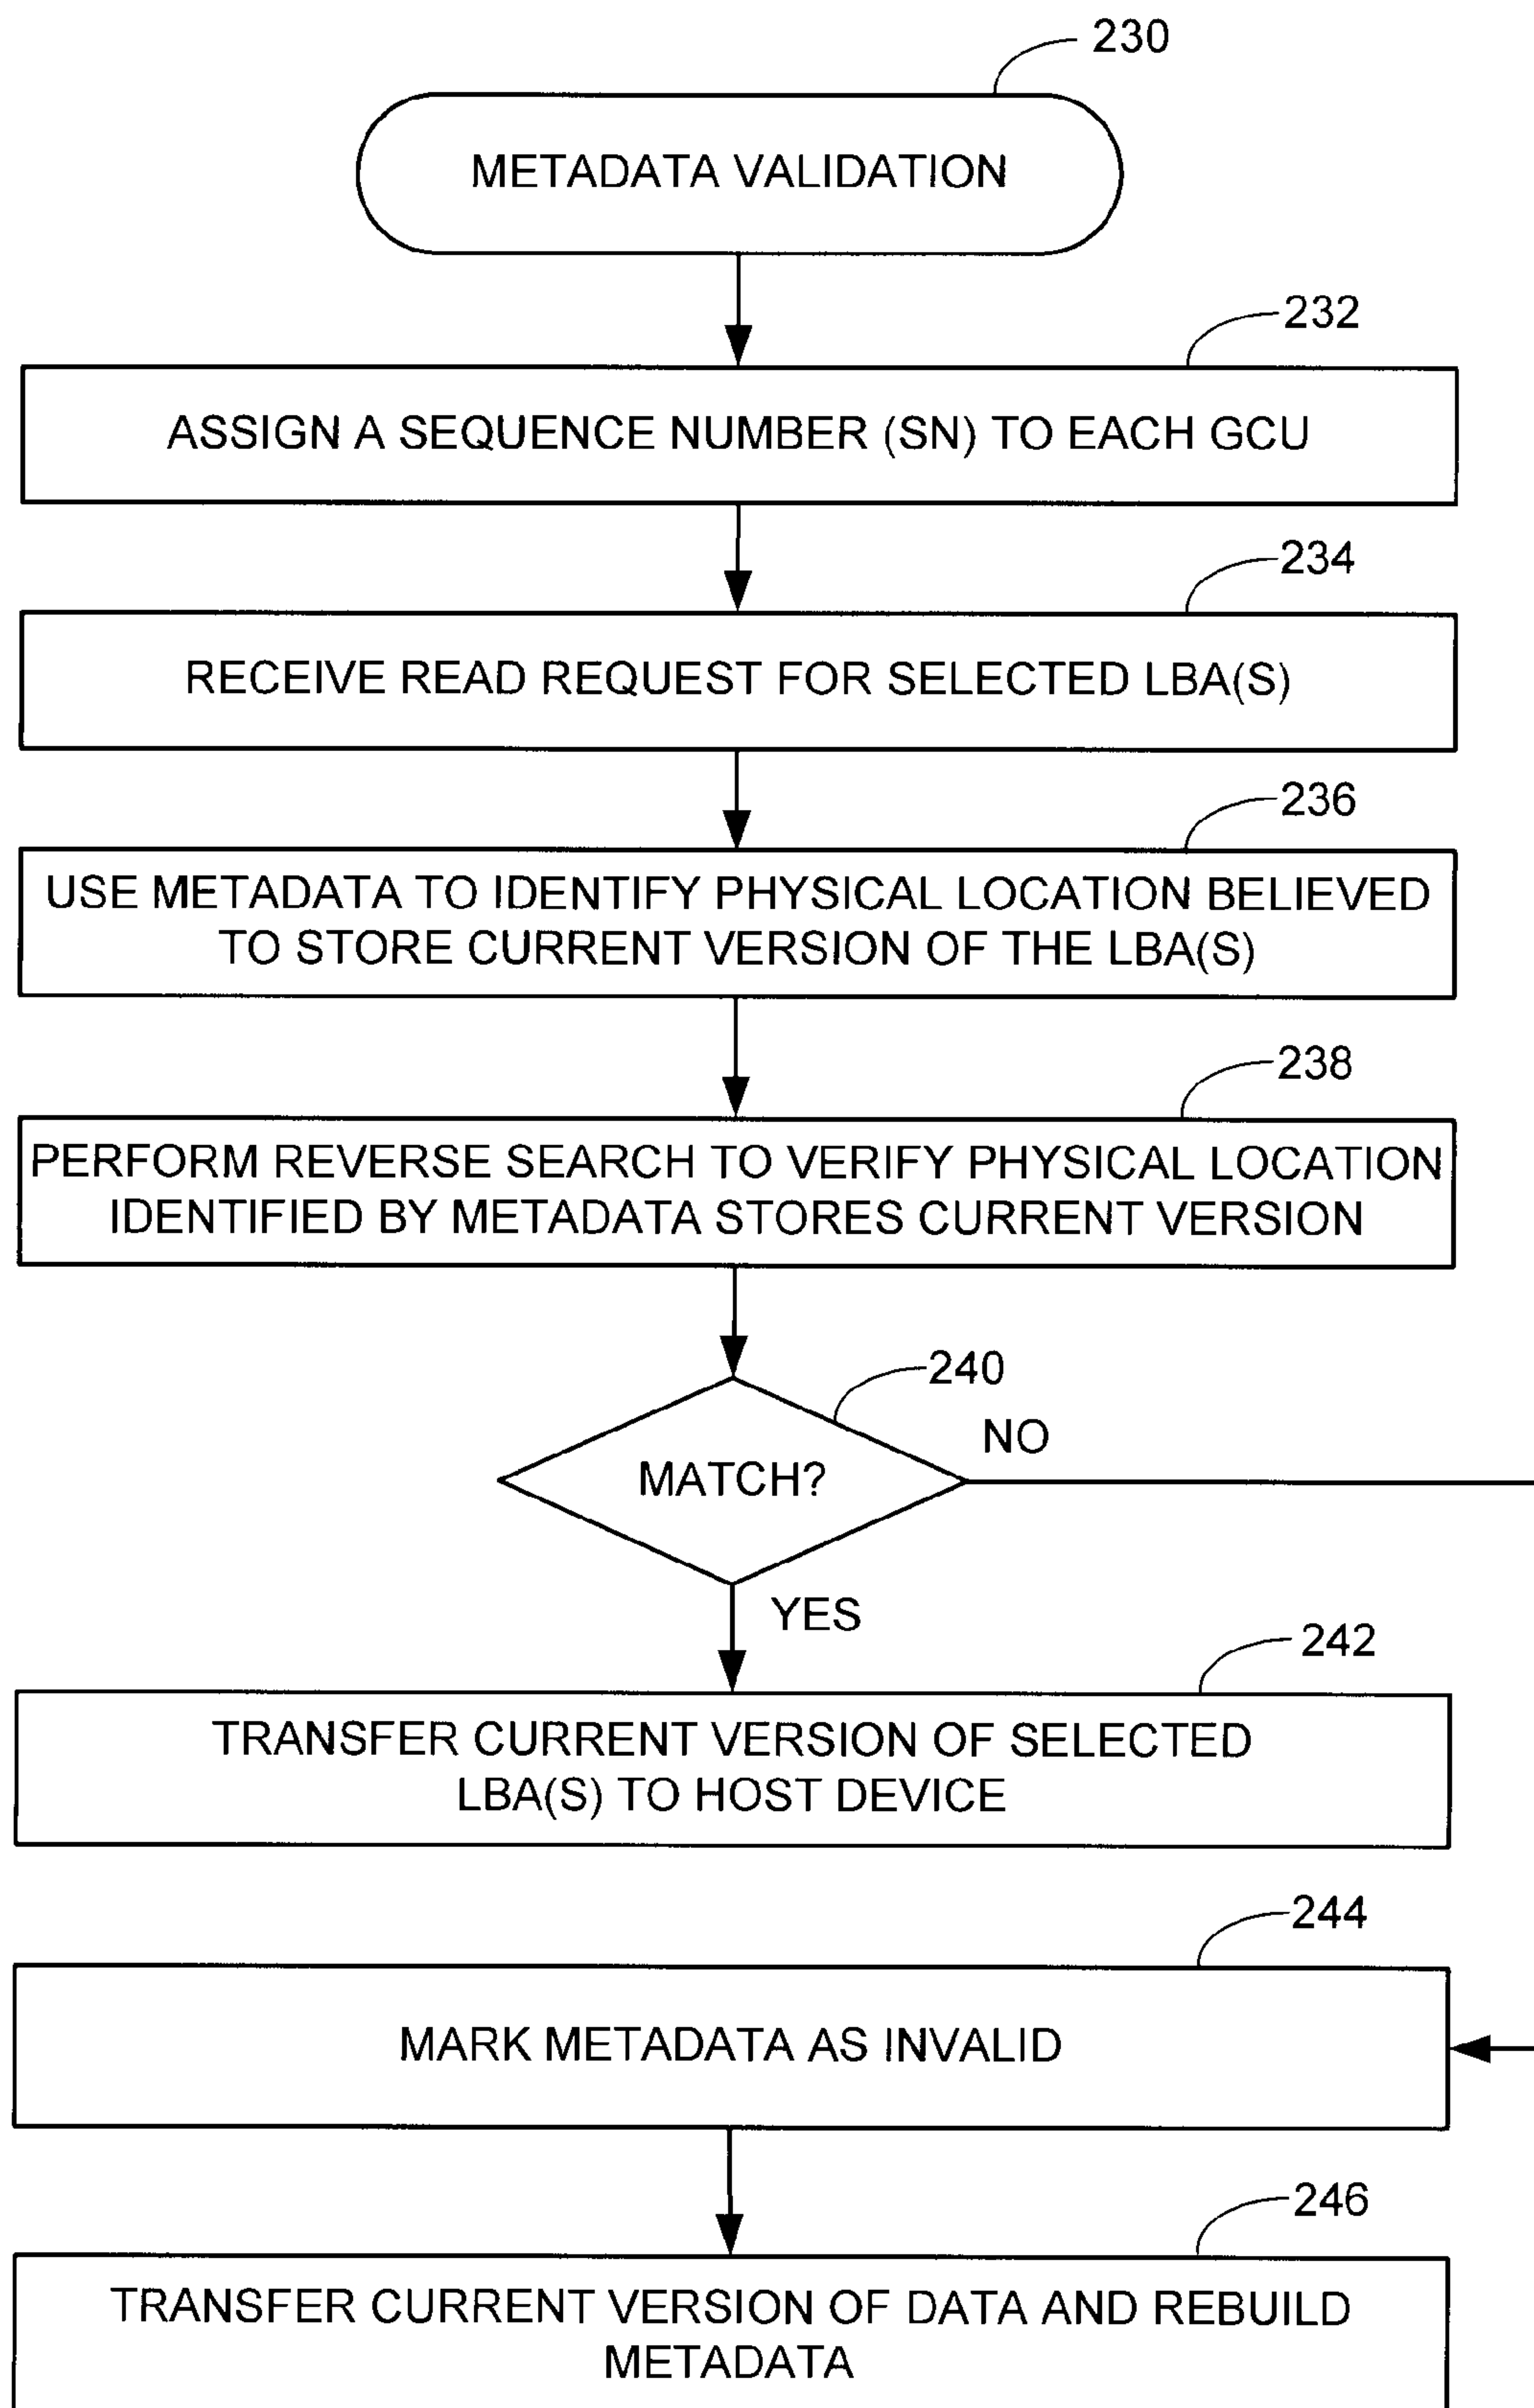 230
METADATA VALIDATION
232
ASSIGN A SEQUENCE NUMBER (SN) TO EACH GCU
234
RECEIVE READ REQUEST FOR SELECTED LBA(S)
236
USE METADATA TO IDENTIFY PHYSICAL LOCATION BELIEVED
TO STORE CURRENT VERSION OF THE LBA(S)
238
PERFORM REVERSE SEARCH TO VERIFY PHYSICAL LOCATION
IDENTIFIED BY METADATA STORES CURRENT VERSION
240
NO
MATCH?
YES
242
TRANSFER CURRENT VERSION OF SELECTED
LBA(S) TO HOST DEVICE
244
MARK METADATA AS INVALID
246
TRANSFER CURRENT VERSION OF DATA AND REBUILD
METADATA